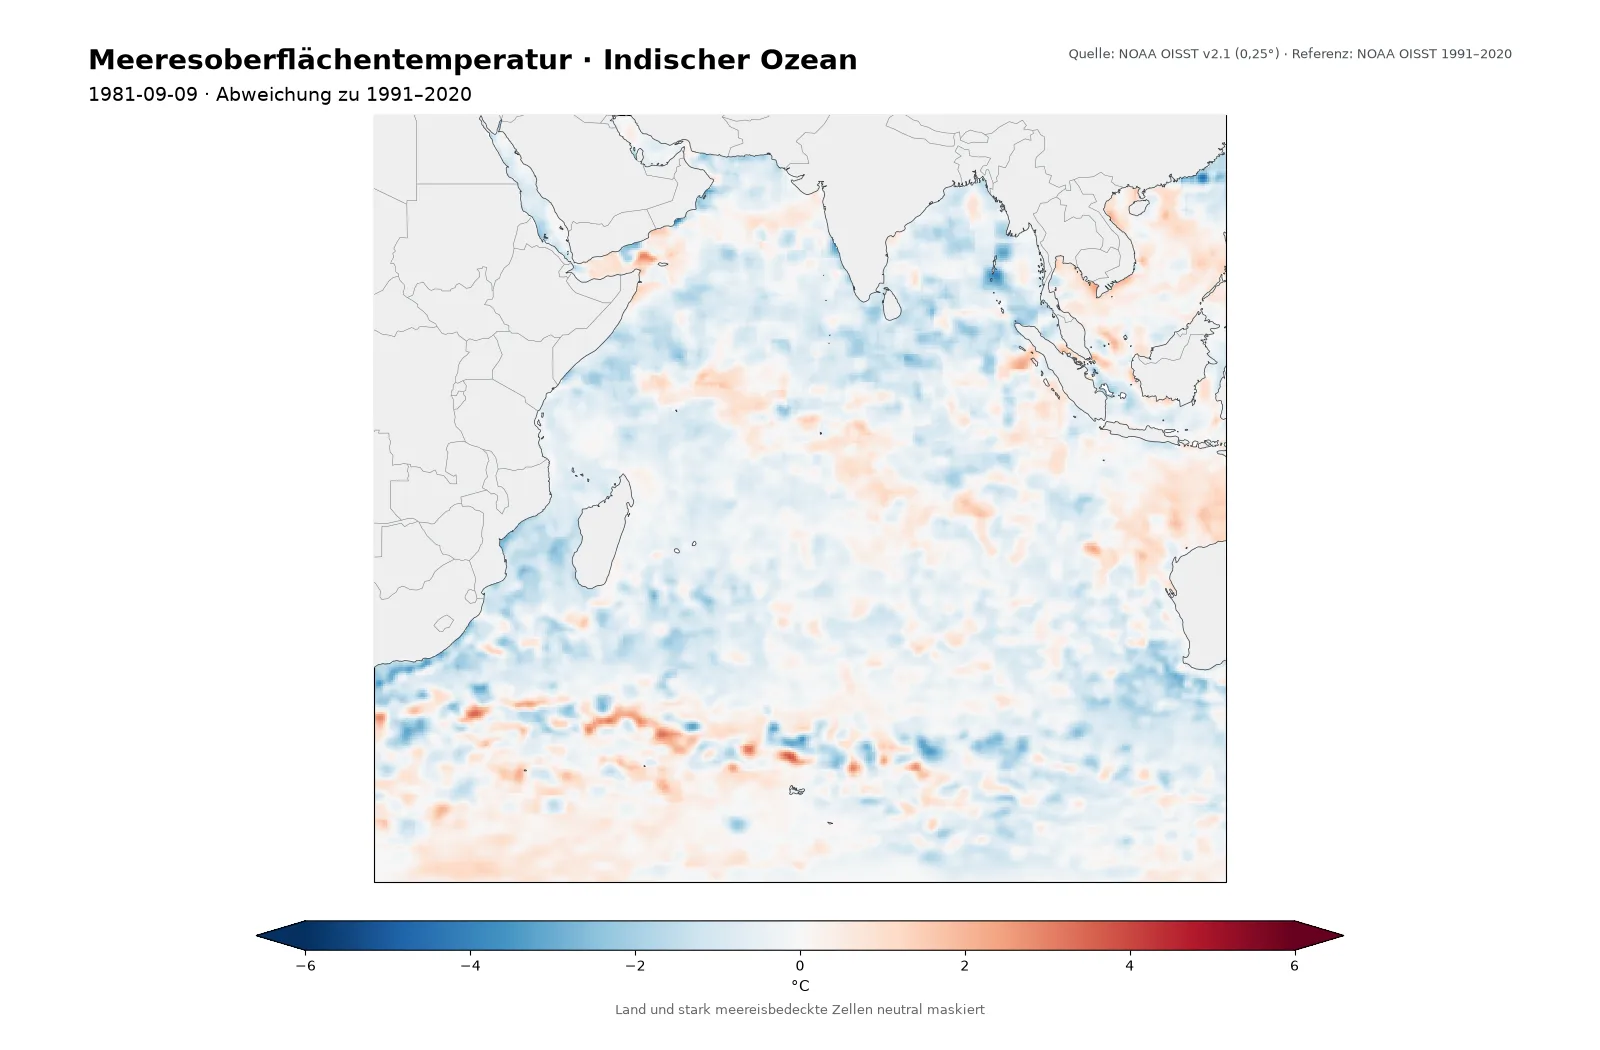 Meeresoberflächentemperatur · Indischer Ozean
Quelle: NOAA OISST v2.1 (0,25°) · Referenz: NOAA OISST 1991–2020
1981-09-09 · Abweichung zu 1991–2020
−6 −4 −2 0 2 4 6
°C
Land und stark meereisbedeckte Zellen neutral maskiert